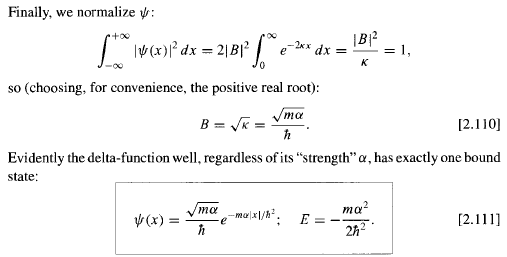 Finally, we normalize ψ:
∫_{-∞}^{+∞} |ψ(x)|² dx = 2|B|² ∫_0^∞ e^{-2κx} dx = |B|²/κ = 1,
so (choosing, for convenience, the positive real root):
B = √κ = √(mα)/ħ. [2.110]
Evidently the delta-function well, regardless of its "strength" α, has exactly one bound
state:
ψ(x) = √(mα)/ħ e^{-mα|x|/ħ²}; E = -mα²/2ħ². [2.111]